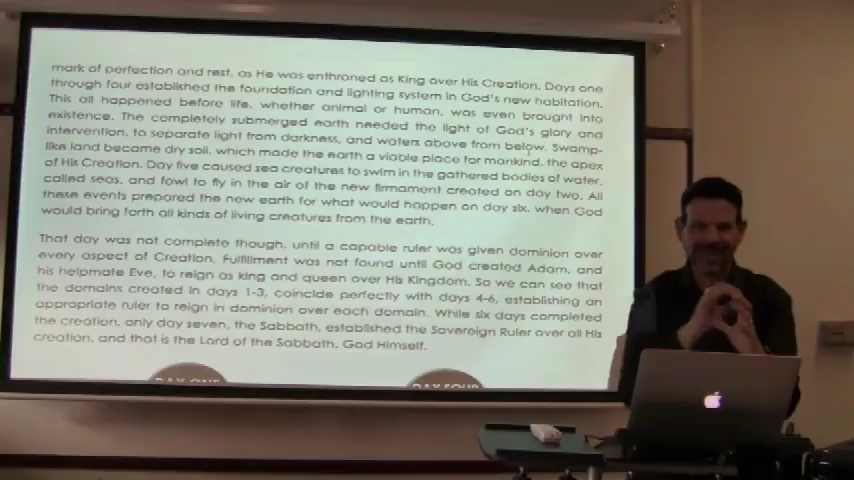 mark of perfection and rest, as He was enthroned as King over His Creation. Days one
through four established the foundation and lighting system in God's new habitation.
This all happened before life, whether animal or human, was even brought into
existence. The completely submerged earth needed the light of God's glory and
intervention, to separate light from darkness, and waters above from below. Swamp-
like land became dry soil, which made the earth a viable place for mankind, the apex
of His Creation. Day five caused sea creatures to swim in the gathered bodies of water,
called seas, and fowl to fly in the air of the new firmament created on day two. All
these events prepared the new earth for what would happen on day six, when God
would bring forth all kinds of living creatures from the earth.
That day was not complete though, until a capable ruler was given dominion over
every aspect of Creation. Fulfillment was not found until God created Adam, and
his helpmate Eve, to reign as king and queen over His Kingdom. So we can see that
the domains created in days 1-3, coincide perfectly with days 4-6, establishing an
appropriate ruler to reign in dominion over each domain. While six days completed
the creation, only day seven, the Sabbath, established the Sovereign Ruler over all His
creation, and that is the Lord of the Sabbath, God Himself.
DAY ONE
DAY FOUR